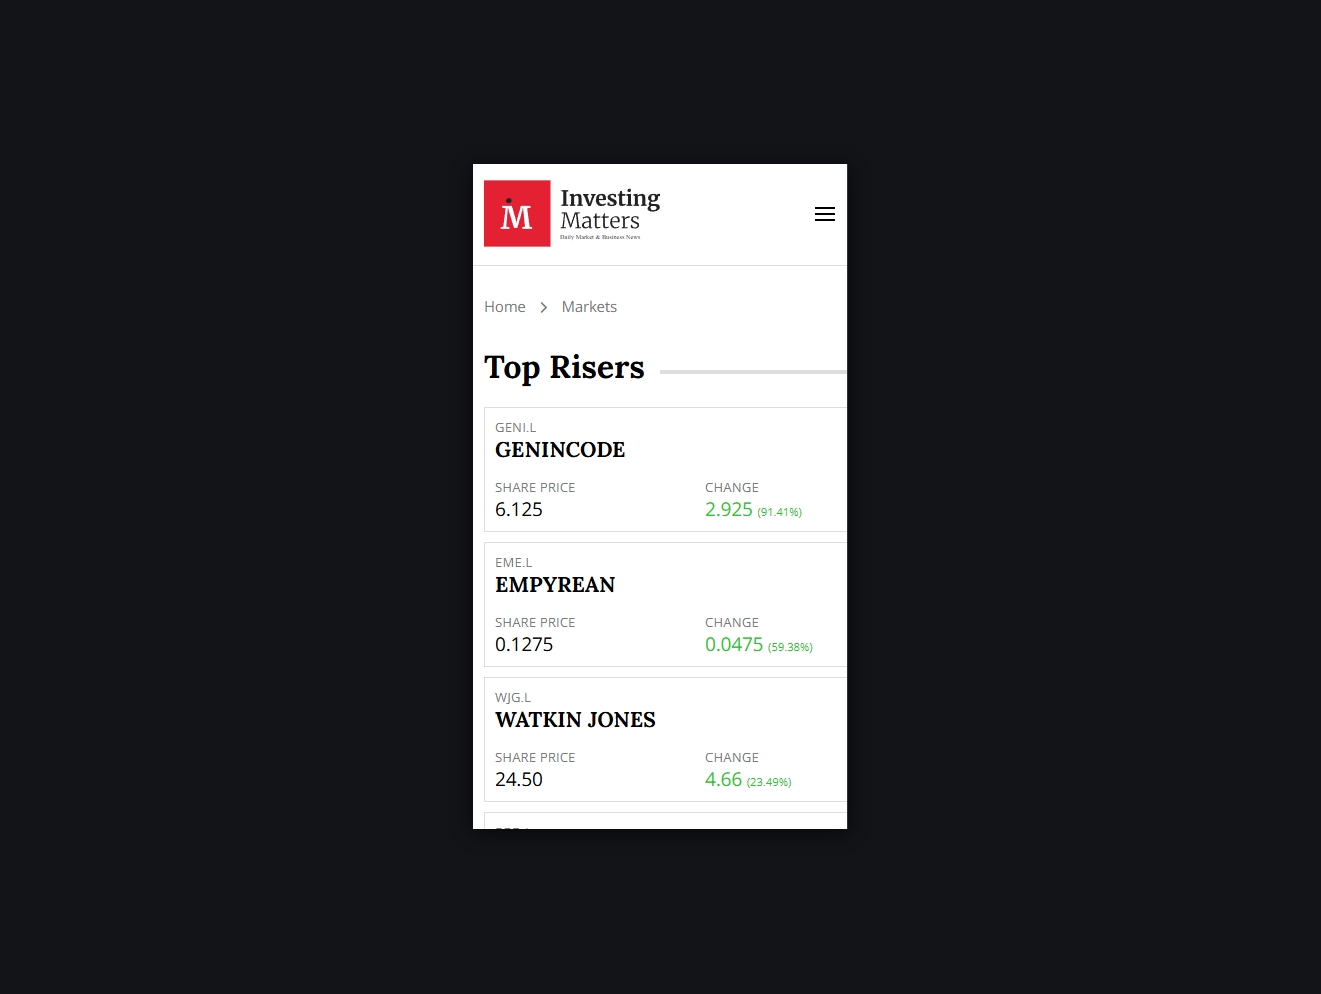 M
Investing
Matters
Daily Market & Business News
Home > Markets
Top Risers
GENI.L
GENINCODE
SHARE PRICE CHANGE
6.125 2.925 (91.41%)
EME.L
EMPYREAN
SHARE PRICE CHANGE
0.1275 0.0475 (59.38%)
WJG.L
WATKIN JONES
SHARE PRICE CHANGE
24.50 4.66 (23.49%)